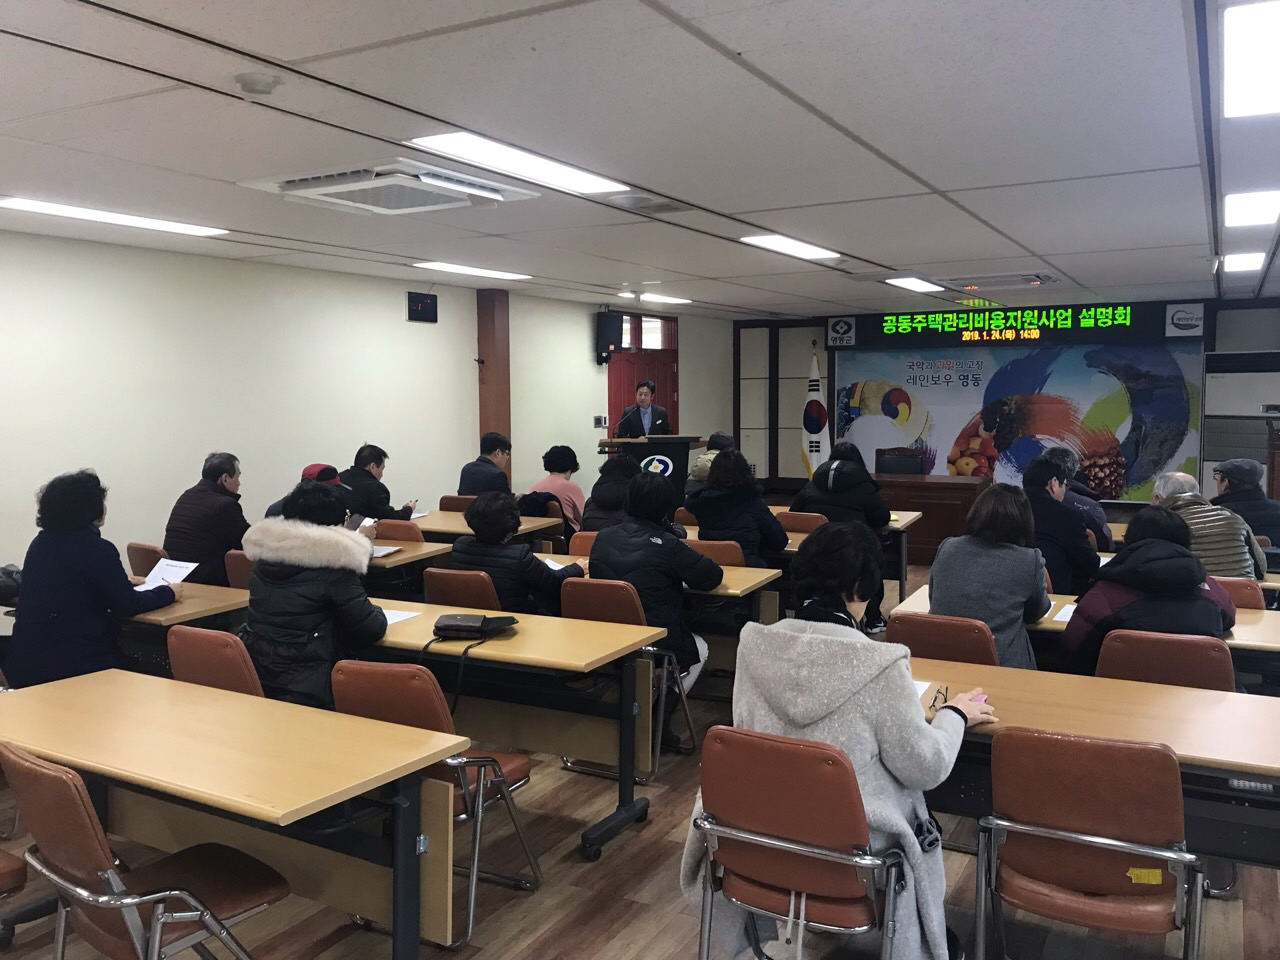 공동주택관리비용지원사업 설명회
2019. 1. 24.(목) 14:00
영동군
국악과 과일의 고장
레인보우 영동